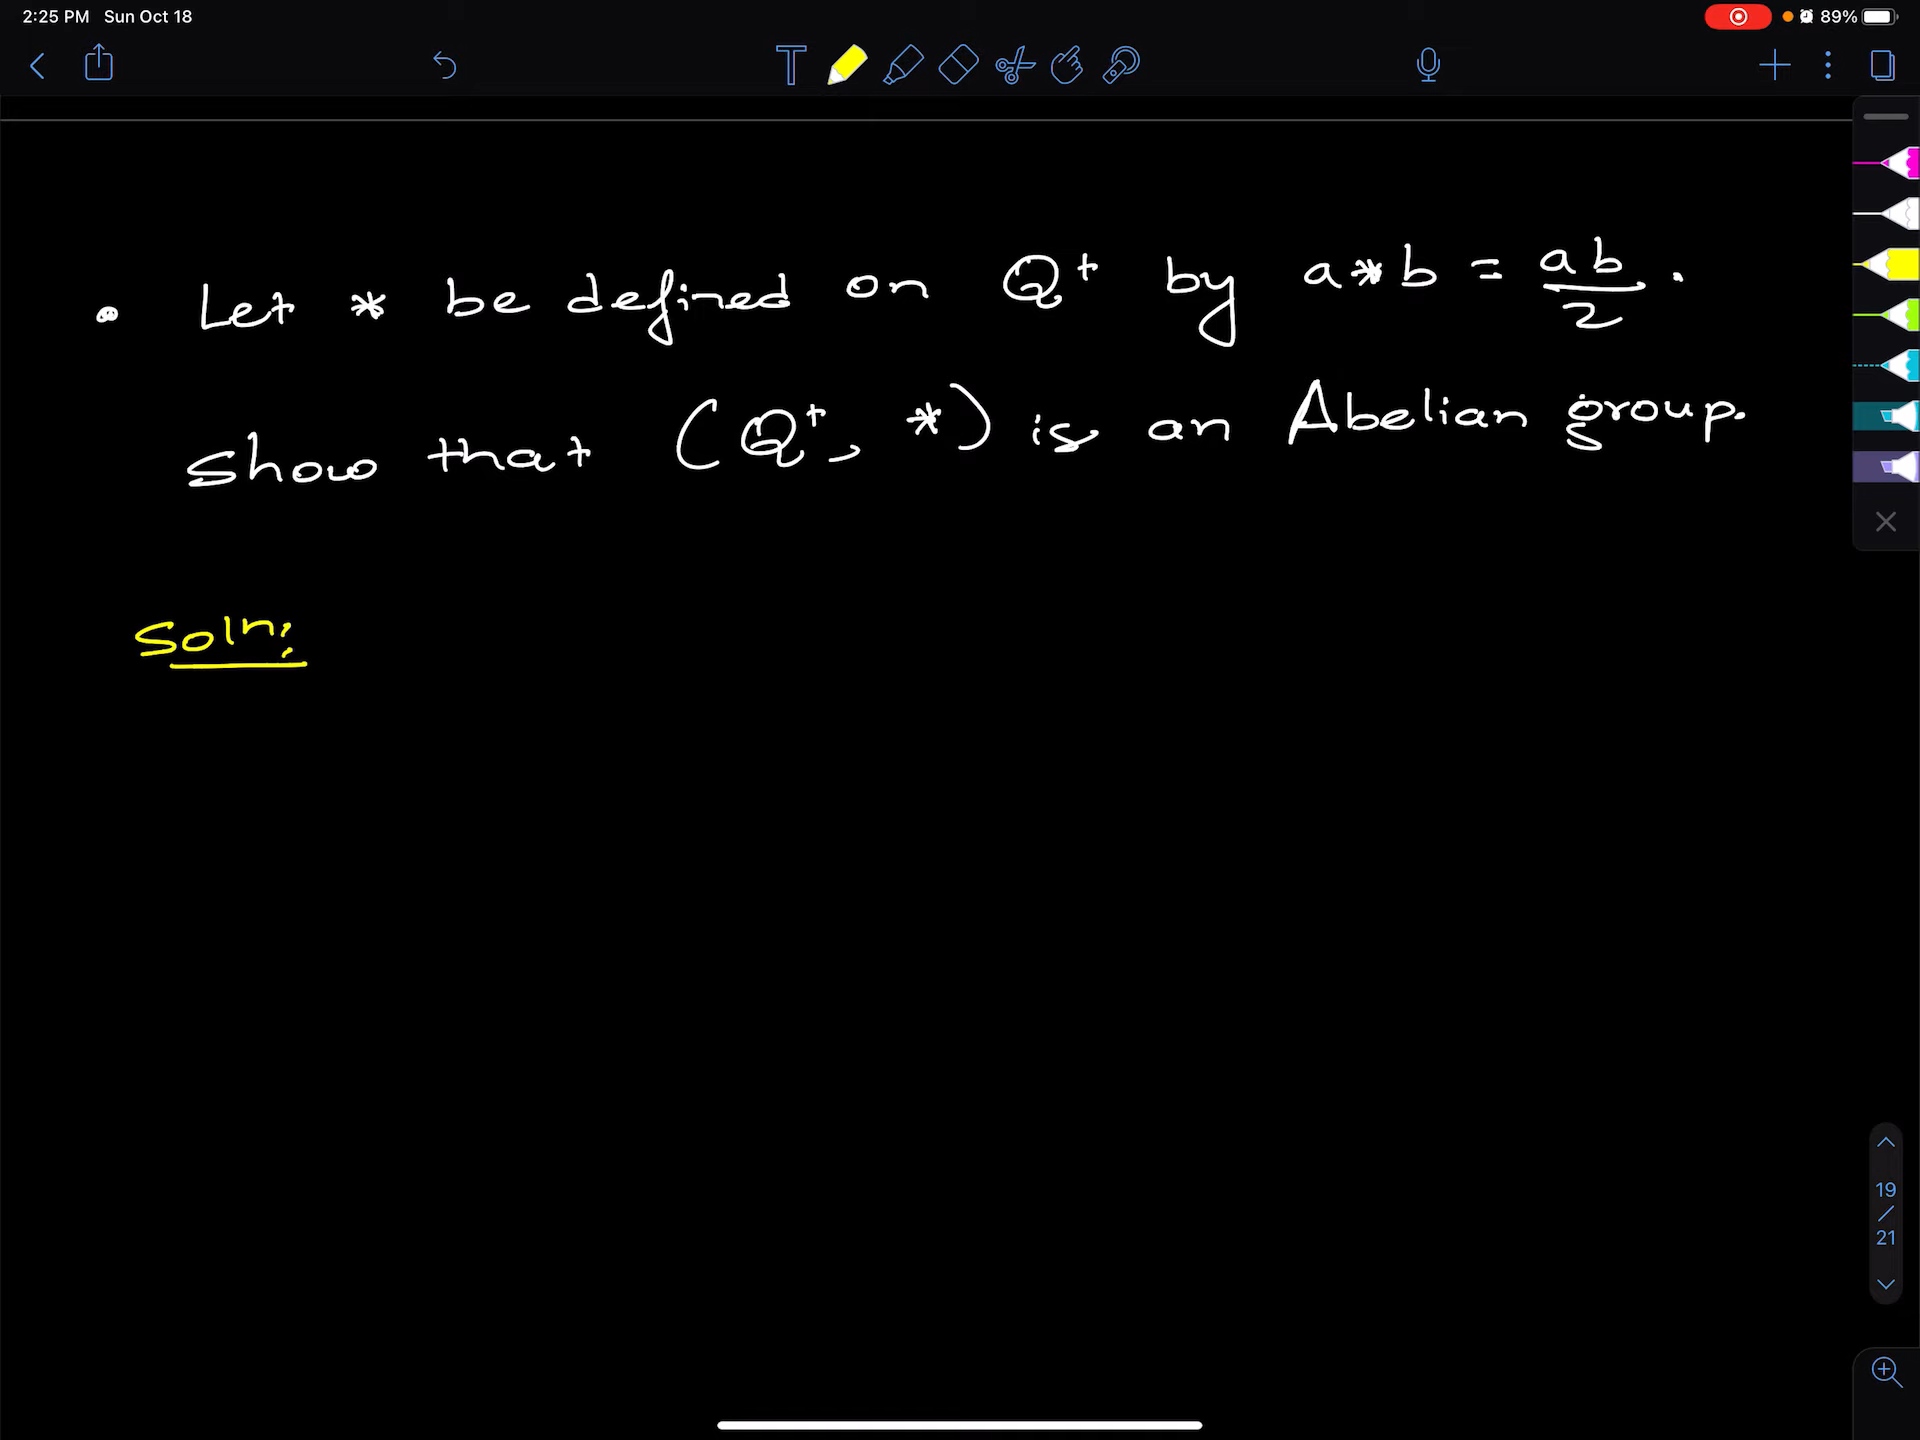 2:25 PM Sun Oct 18
89%
• Let * be defined on Q⁺ by a*b = ab/2 .
show that (Q⁺, *) is an Abelian group.
Soln:
19
/
21